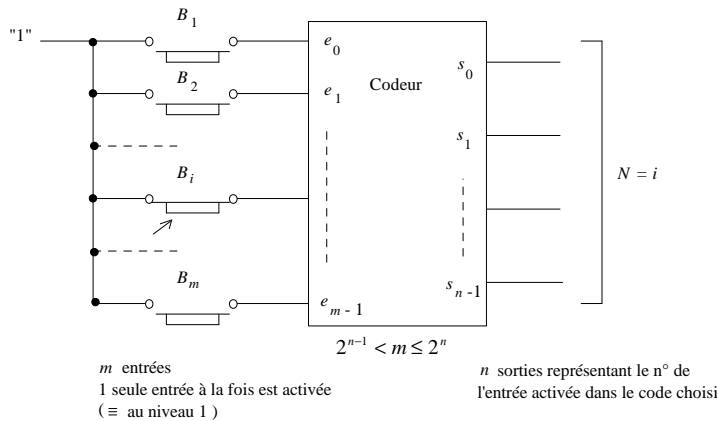 "1"
B1
e0
s0
Codeur
B2
e1
s1
Bi
N = i
Bm
em - 1
sn -1
2^{n-1} < m ≤ 2^n
m entrées
1 seule entrée à la fois est activée
( ≡ au niveau 1 )
n sorties représentant le n° de
l'entrée activée dans le code choisi